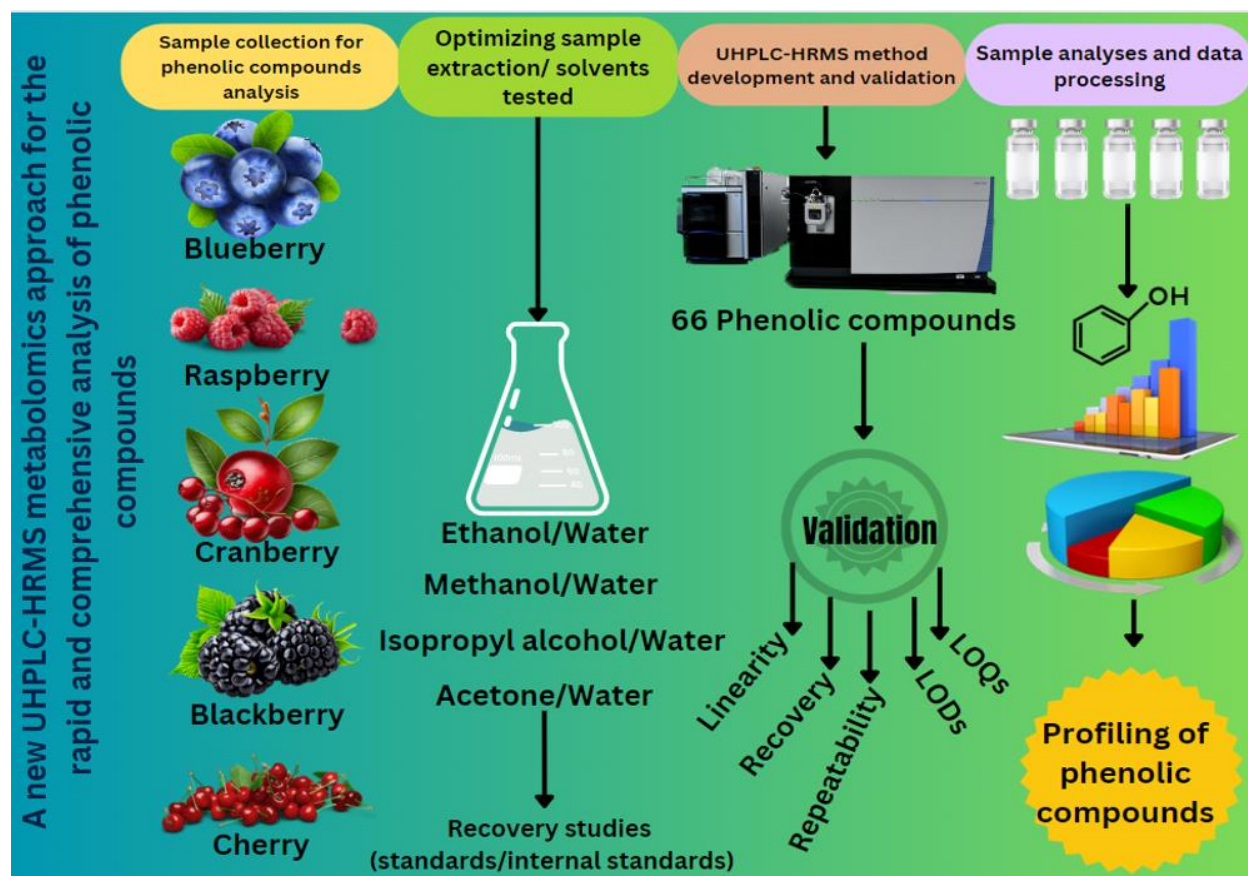 A new UHPLC-HRMS metabolomics approach for the
rapid and comprehensive analysis of phenolic
compounds
Sample collection for
phenolic compounds
analysis
Blueberry
Raspberry
Cranberry
Blackberry
Cherry
Optimizing sample
extraction/ solvents
tested
Ethanol/Water
Methanol/Water
Isopropyl alcohol/Water
Acetone/Water
Recovery studies
(standards/internal standards)
UHPLC-HRMS method
development and validation
66 Phenolic compounds
Validation
Linearity
Recovery
Repeatability
LODs
LOQs
Sample analyses and data
processing
OH
Profiling of
phenolic
compounds